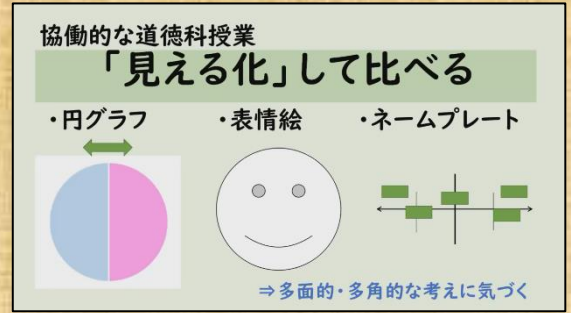 協働的な道徳科授業
「見える化」して比べる
・円グラフ ・表情絵 ・ネームプレート
⇒多面的・多角的な考えに気づく